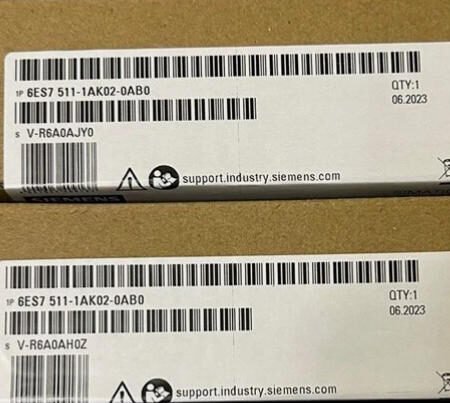 1P 6ES7 511-1AK02-0AB0
QTY:1
06.2023
S V-R6A0AJY0
support.industry.siemens.com
SIEMENS
1P 6ES7 511-1AK02-0AB0
QTY:1
06.2023
S V-R6A0AH0Z
support.industry.siemens.com